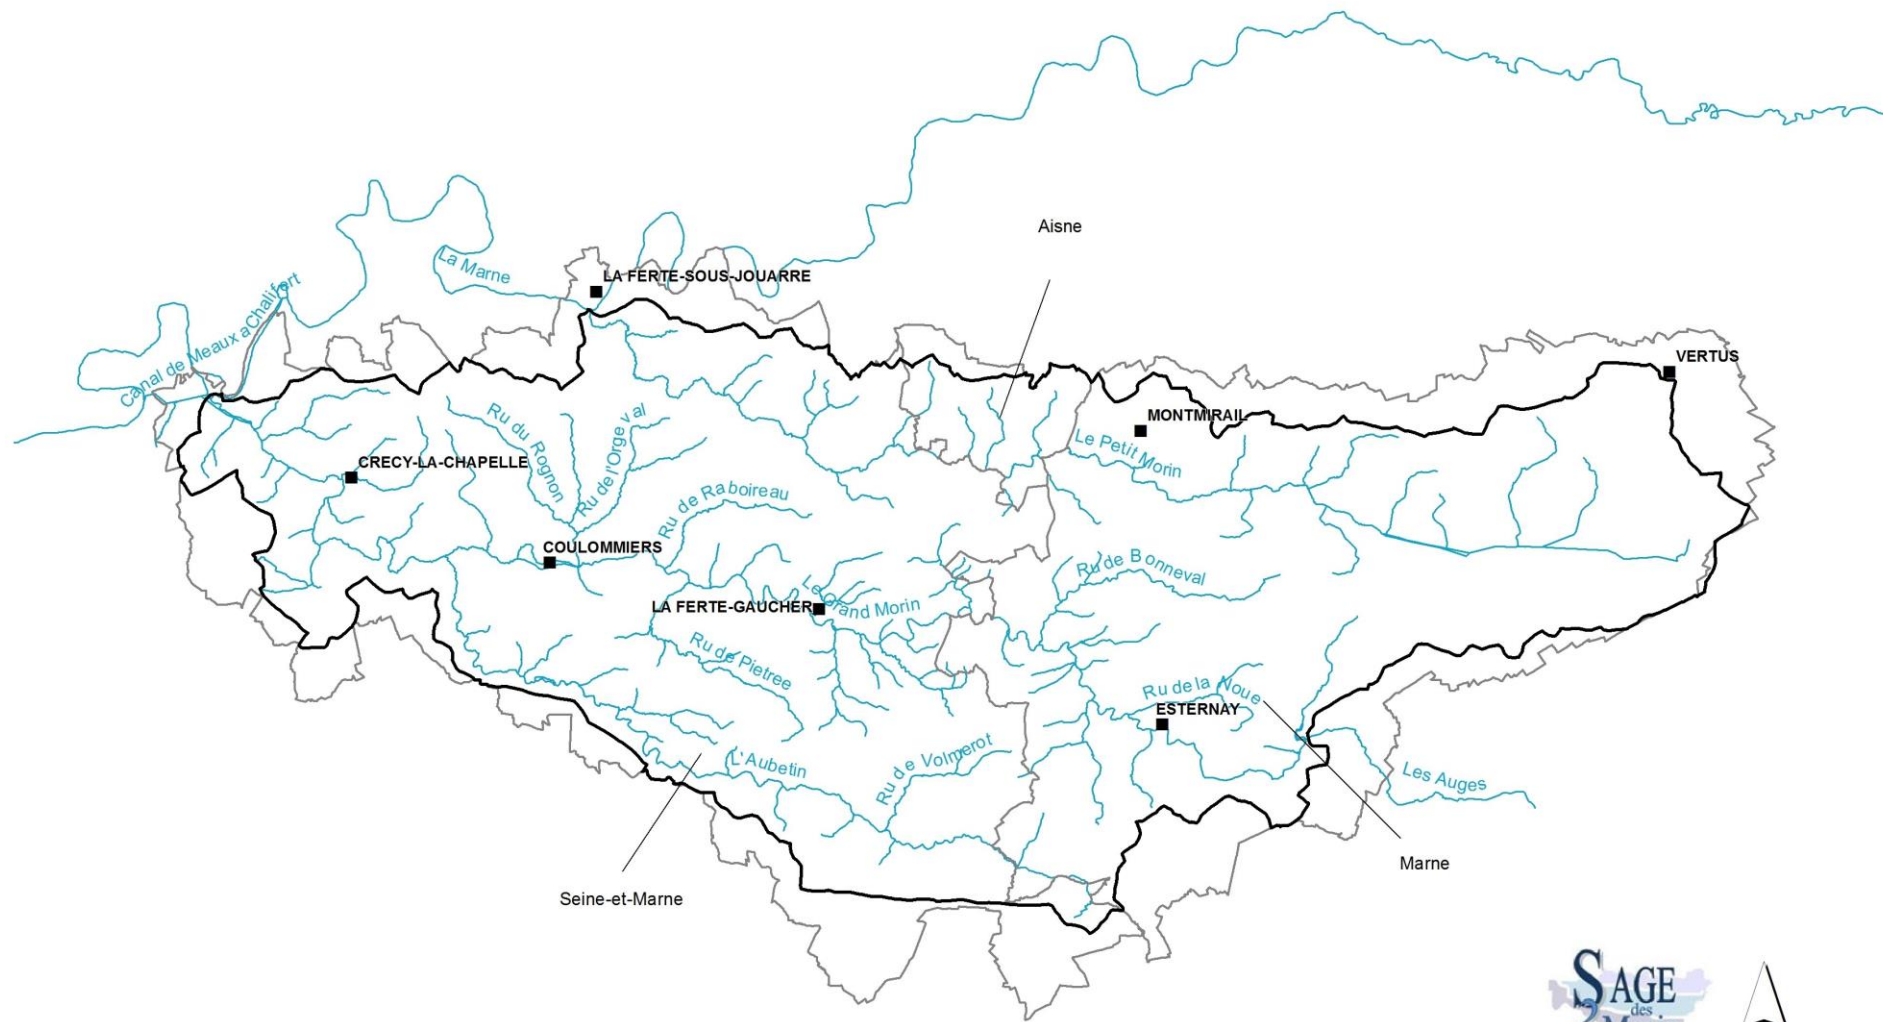 Aisne
La Marne
LA FERTE-SOUS-JOUARRE
Canal de Meaux a Chalifert
VERTUS
MONTMIRAIL
Le Petit Morin
CRECY-LA-CHAPELLE
Ru du Rognon
Ru de l'Orgeval
Ru de Raboireau
COULOMMIERS
Ru de Bonneval
Le Grand Morin
LA FERTE-GAUCHER
Ru de Pietree
Ru de la Noue
ESTERNAY
L'Aubetin
Ru de Volmerot
Les Auges
Marne
Seine-et-Marne
SAGE
des